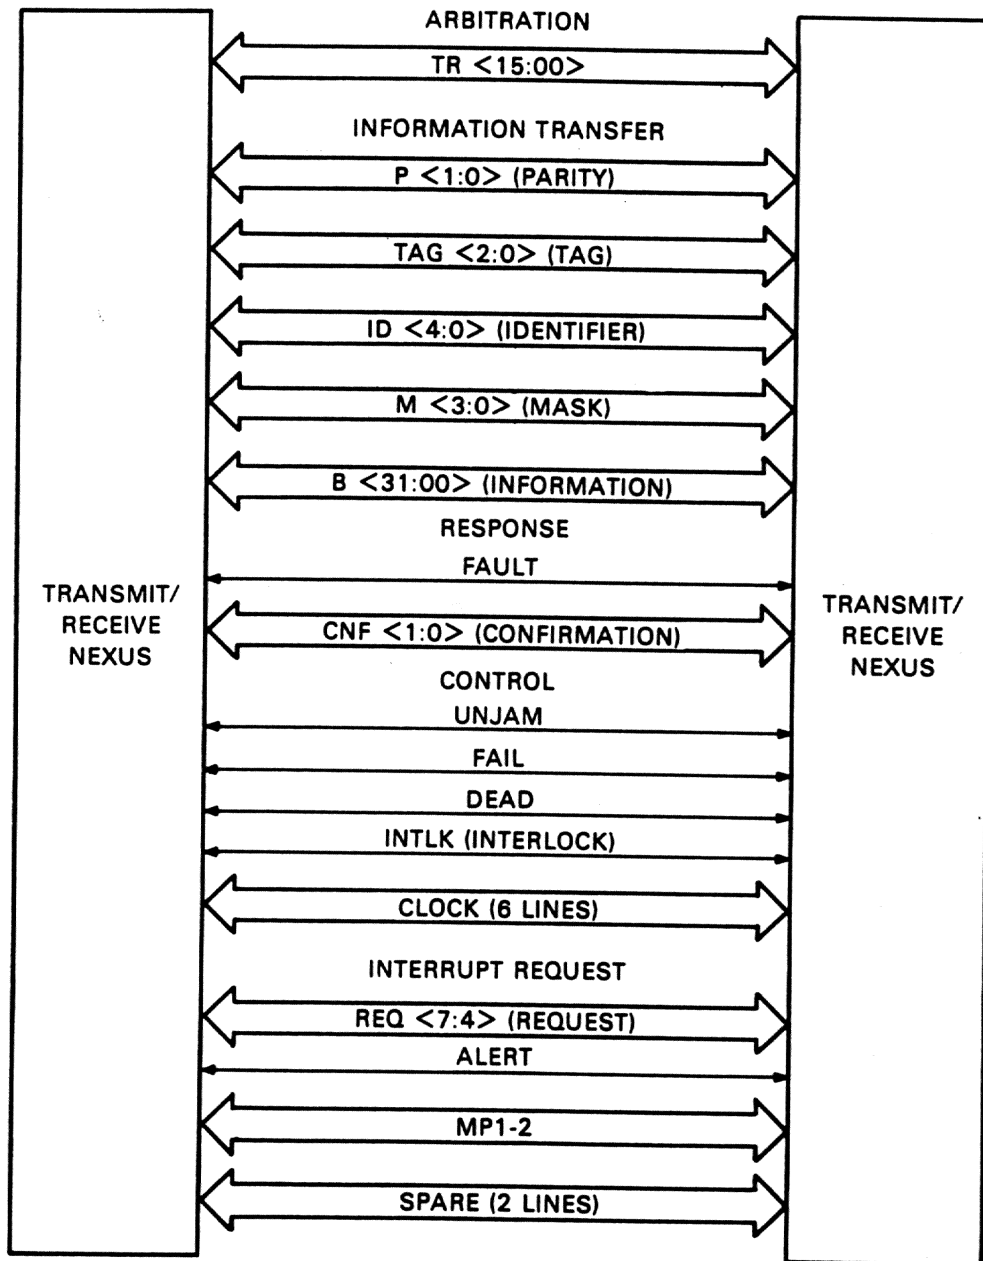 ARBITRATION
TR <15:00>
INFORMATION TRANSFER
P <1:0> (PARITY)
TAG <2:0> (TAG)
ID <4:0> (IDENTIFIER)
M <3:0> (MASK)
B <31:00> (INFORMATION)
RESPONSE
FAULT
TRANSMIT/
RECEIVE
NEXUS
CNF <1:0> (CONFIRMATION)
TRANSMIT/
RECEIVE
NEXUS
CONTROL
UNJAM
FAIL
DEAD
INTLK (INTERLOCK)
CLOCK (6 LINES)
INTERRUPT REQUEST
REQ <7:4> (REQUEST)
ALERT
MP1-2
SPARE (2 LINES)